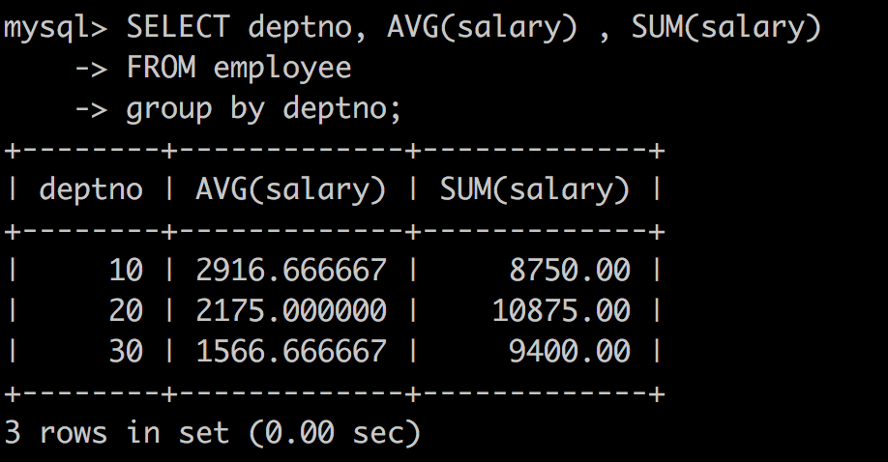 mysql> SELECT deptno, AVG(salary) , SUM(salary)
    -> FROM employee
    -> group by deptno;
+--------+-------------+-------------+
| deptno | AVG(salary) | SUM(salary) |
+--------+-------------+-------------+
|     10 | 2916.666667 |     8750.00 |
|     20 | 2175.000000 |    10875.00 |
|     30 | 1566.666667 |     9400.00 |
+--------+-------------+-------------+
3 rows in set (0.00 sec)